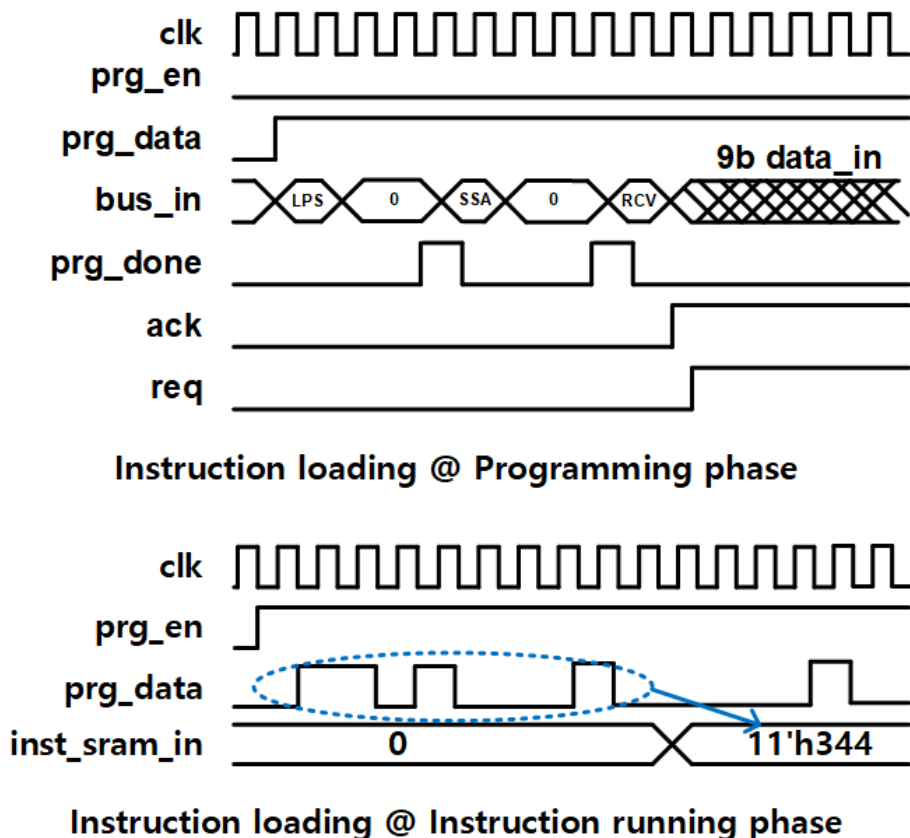 clk
prg_en
prg_data
9b data_in
bus_in LPS 0 SSA 0 RCV
prg_done
ack
req
Instruction loading @ Programming phase
clk
prg_en
prg_data
inst_sram_in 0 11'h344
Instruction loading @ Instruction running phase